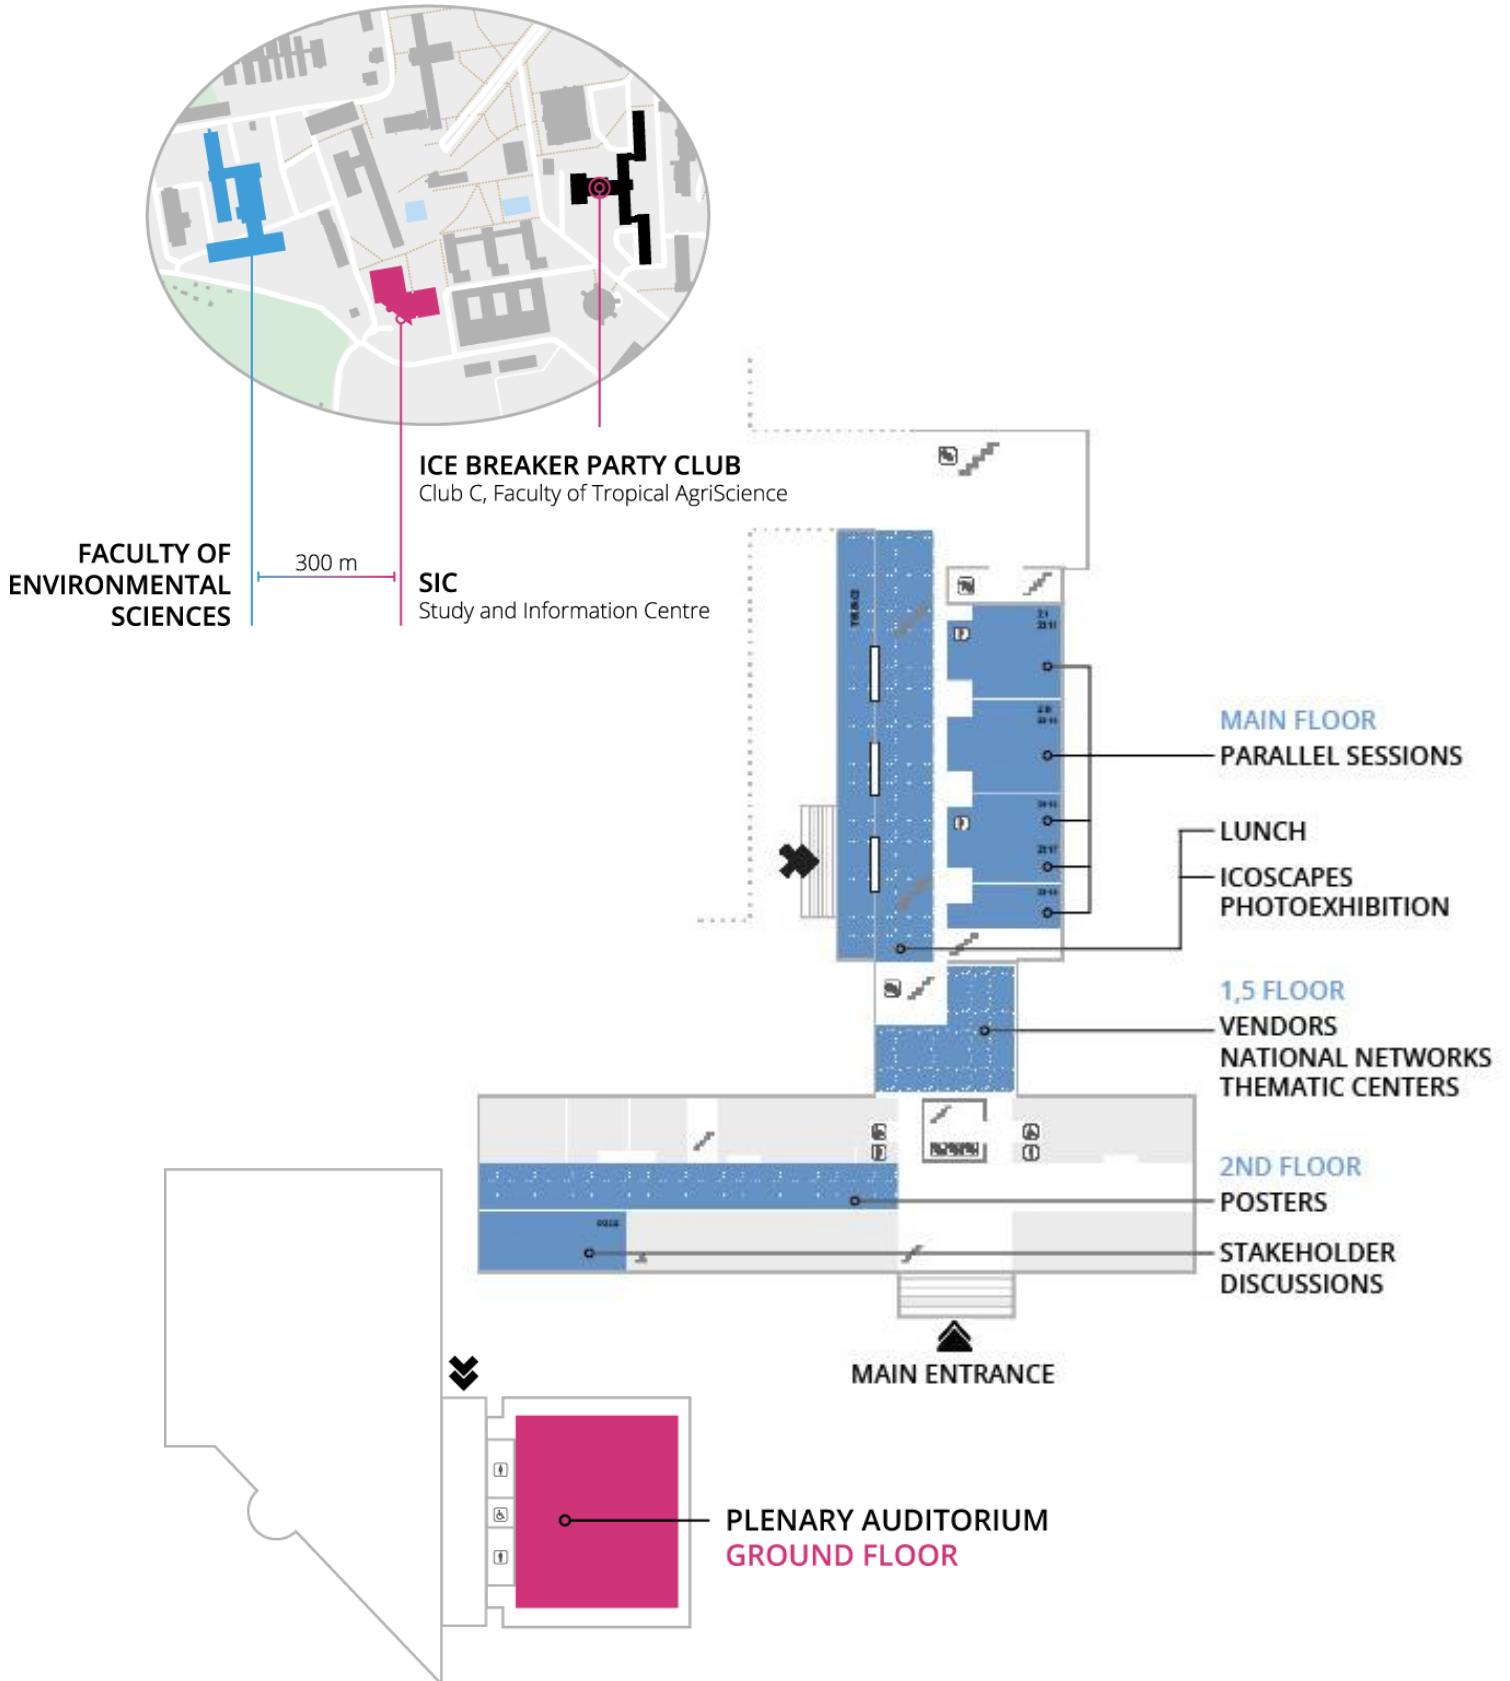 ICE BREAKER PARTY CLUB
Club C, Faculty of Tropical AgriScience
FACULTY OF
ENVIRONMENTAL
SCIENCES
300 m
SIC
Study and Information Centre
MAIN FLOOR
PARALLEL SESSIONS
LUNCH
ICOSCAPES
PHOTOEXHIBITION
1,5 FLOOR
VENDORS
NATIONAL NETWORKS
THEMATIC CENTERS
2ND FLOOR
POSTERS
STAKEHOLDER
DISCUSSIONS
MAIN ENTRANCE
PLENARY AUDITORIUM
GROUND FLOOR